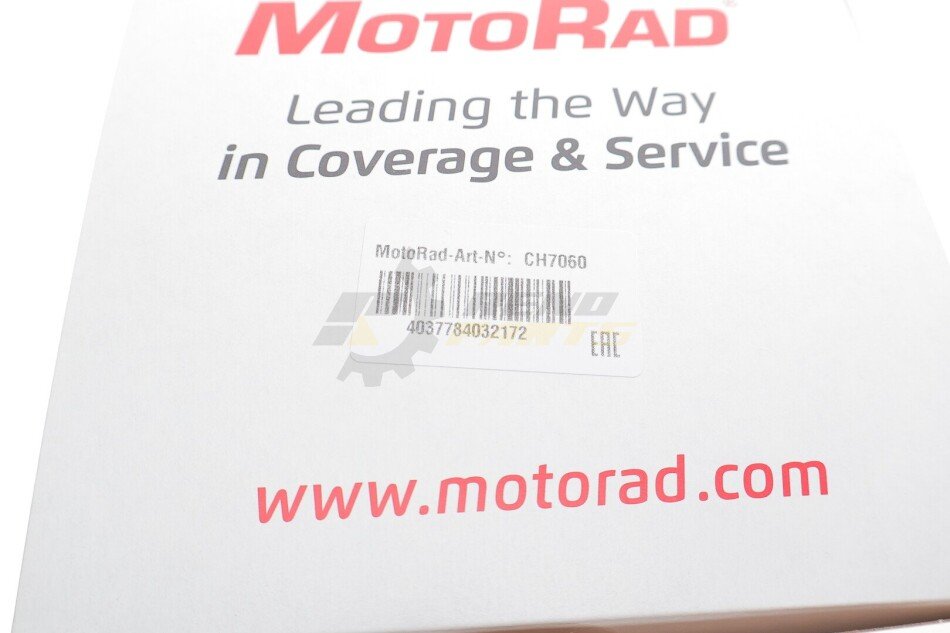 MOTORAD
Leading the Way
in Coverage & Service
MotoRad-Art-N°: CH7060
4037784032172
EAC
www.motorad.com